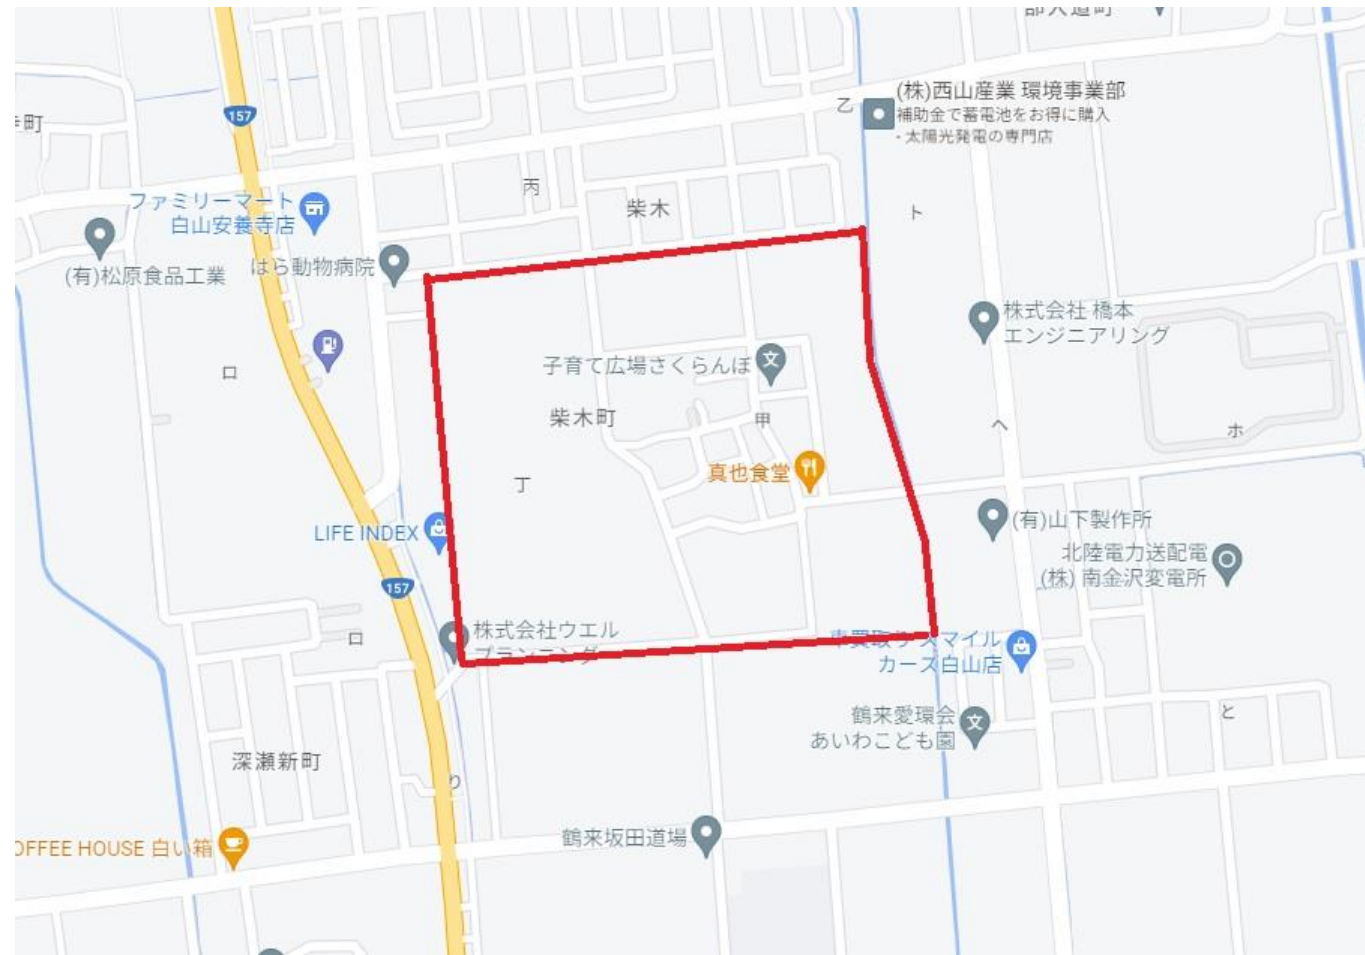 部入道町
(株)西山産業 環境事業部
補助金で蓄電池をお得に購入
・太陽光発電の専門店
乙
157
町
丙
柴木
ト
ファミリーマート
白山安養寺店
はら動物病院
(有)松原食品工業
株式会社 橋本
エンジニアリング
子育て広場さくらんぼ
文
ロ
柴木町
甲
ヘ
ホ
真也食堂
丁
LIFE INDEX
(有)山下製作所
北陸電力送配電
(株) 南金沢変電所
157
ロ
株式会社ウエル
プランニング
スマイル
カーズ白山店
鶴来愛環会
あいわこども園
文
と
深瀬新町
り
鶴来坂田道場
OFFEE HOUSE 白い箱